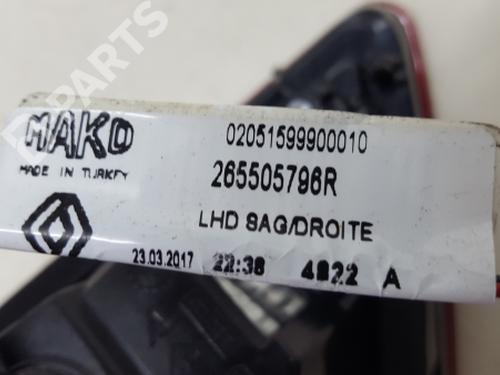 B-PARTS
MAKO
MADE IN TURKEY
02051599900010
265505796R
LHD SAG/DROITE
23.03.2017 22:38 4822 A